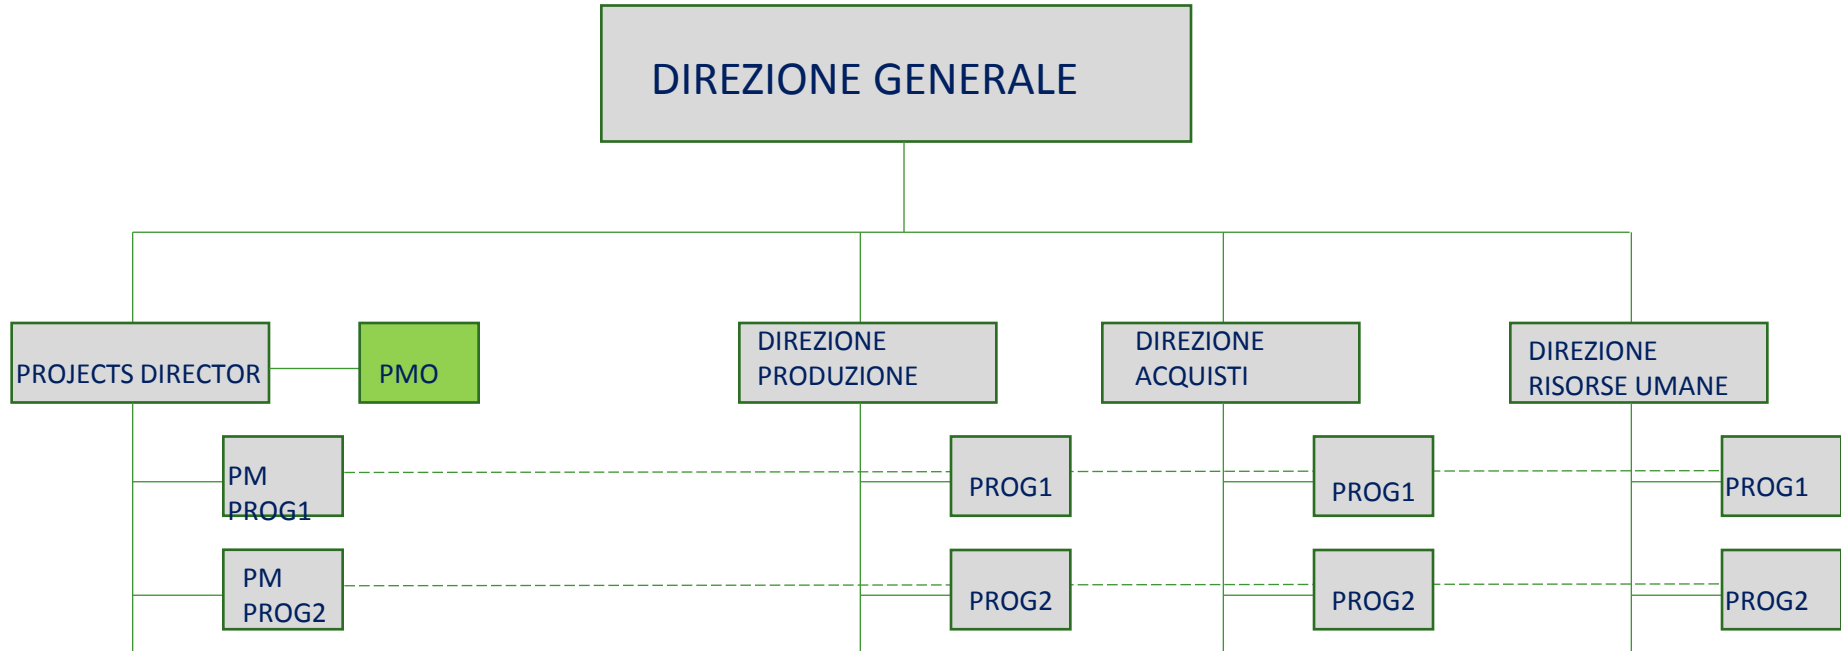 DIREZIONE GENERALE
PROJECTS DIRECTOR
PMO
DIREZIONE
PRODUZIONE
DIREZIONE
ACQUISTI
DIREZIONE
RISORSE UMANE
PM
PROG1
PROG1
PROG1
PROG1
PM
PROG2
PROG2
PROG2
PROG2